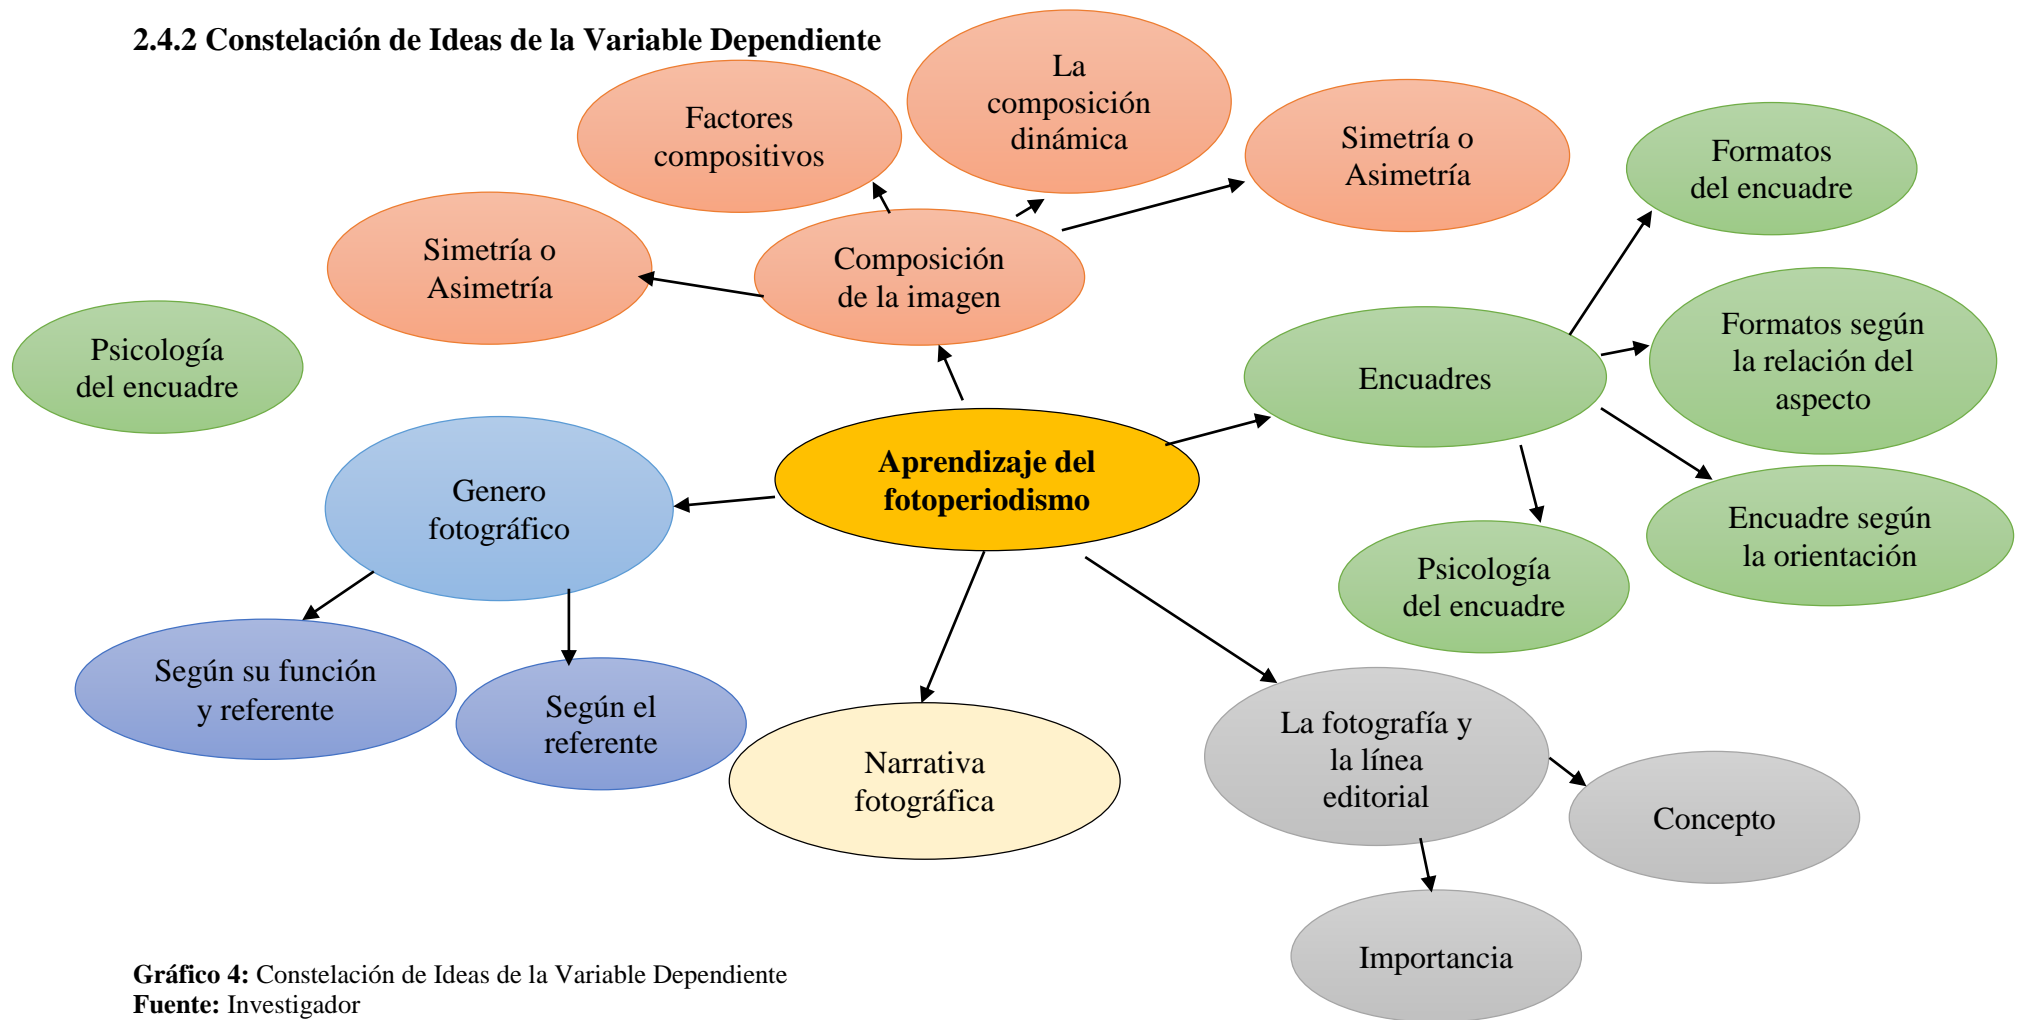 2.4.2 Constelación de Ideas de la Variable Dependiente
La
composición
dinámica
Factores
compositivos
Simetría o
Asimetría
Formatos
del encuadre
Simetría o
Asimetría
Composición
de la imagen
Psicología
del encuadre
Encuadres
Formatos según
la relación del
aspecto
Aprendizaje del
fotoperiodismo
Genero
fotográfico
Encuadre según
la orientación
Psicología
del encuadre
Según su función
y referente
Según el
referente
Narrativa
fotográfica
La fotografía y
la línea
editorial
Concepto
Importancia
Gráfico 4: Constelación de Ideas de la Variable Dependiente
Fuente: Investigador